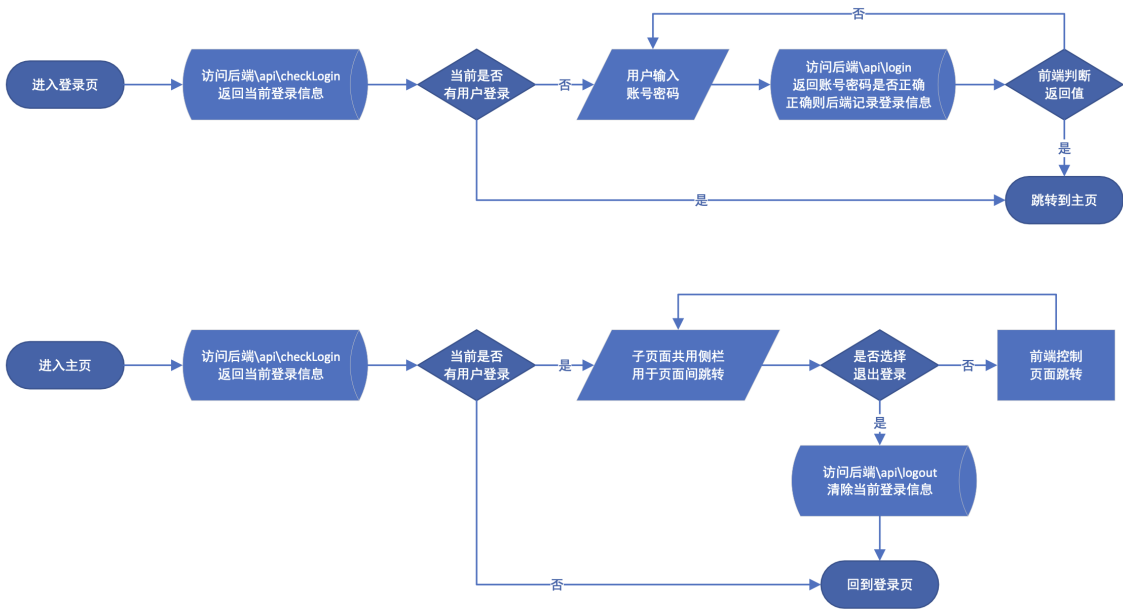 否
进入登录页
访问后端\api\checkLogin
返回当前登录信息
当前是否
有用户登录
否
用户输入
账号密码
访问后端\api\login
返回账号密码是否正确
正确则后端记录登录信息
前端判断
返回值
是
是
跳转到主页
进入主页
访问后端\api\checkLogin
返回当前登录信息
当前是否
有用户登录
是
子页面共用侧栏
用于页面间跳转
是否选择
退出登录
否
前端控制
页面跳转
是
访问后端\api\logout
清除当前登录信息
否
回到登录页